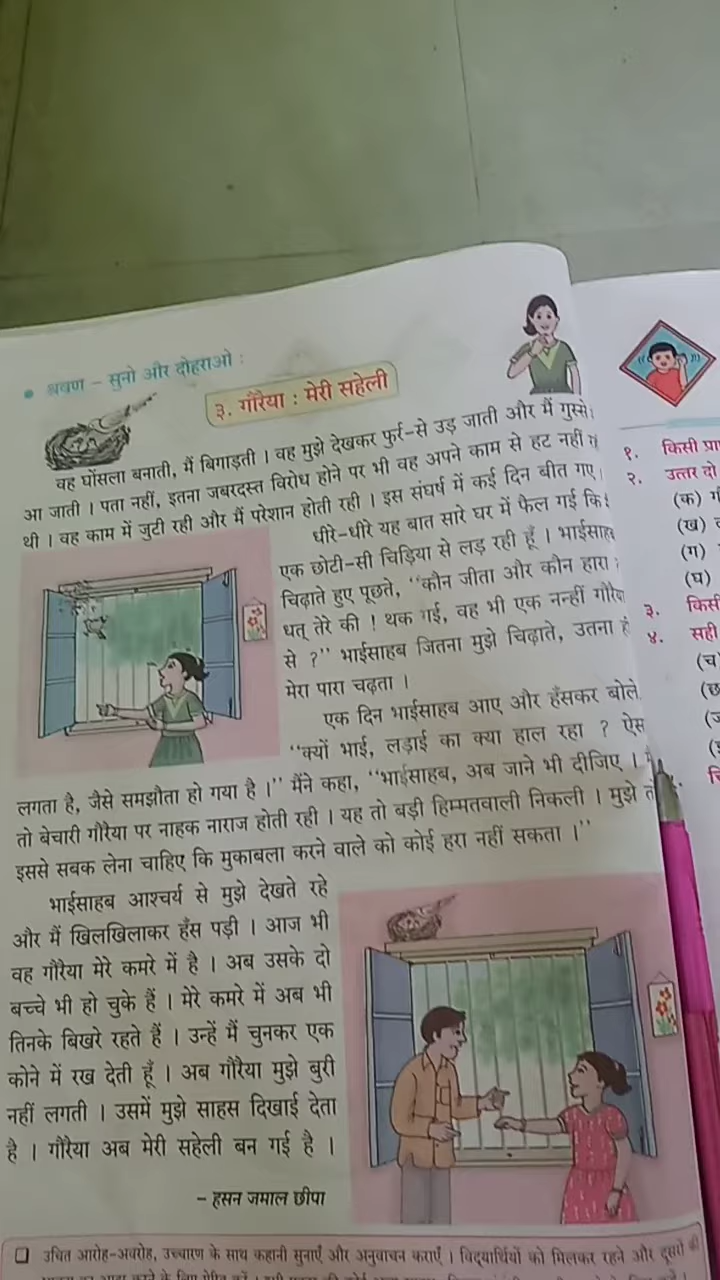 • श्रवण – सुनो और दोहराओ :
३. गौरैया : मेरी सहेली
वह घोंसला बनाती, मैं बिगाड़ती । वह मुझे देखकर फुर्र-से उड़ जाती और मैं गुस्से
आ जाती । पता नहीं, इतना जबरदस्त विरोध होने पर भी वह अपने काम से हट नहीं
थी । वह काम में जुटी रही और मैं परेशान होती रही । इस संघर्ष में कई दिन बीत गए ।
धीरे-धीरे यह बात सारे घर में फैल गई कि
एक छोटी-सी चिड़िया से लड़ रही हूँ । भाईसाहब
चिढ़ाते हुए पूछते, “कौन जीता और कौन हारा
धत् तेरे की ! थक गई, वह भी एक नन्हीं गौरैय
से ?” भाईसाहब जितना मुझे चिढ़ाते, उतना ही
मेरा पारा चढ़ता ।
एक दिन भाईसाहब आए और हँसकर बोले
“क्यों भाई, लड़ाई का क्या हाल रहा ? ऐस
लगता है, जैसे समझौता हो गया है ।” मैंने कहा, “भाईसाहब, अब जाने भी दीजिए ।
तो बेचारी गौरैया पर नाहक नाराज होती रही । यह तो बड़ी हिम्मतवाली निकली । मुझे तो
इससे सबक लेना चाहिए कि मुकाबला करने वाले को कोई हरा नहीं सकता ।”
भाईसाहब आश्चर्य से मुझे देखते रहे
और मैं खिलखिलाकर हँस पड़ी । आज भी
वह गौरैया मेरे कमरे में है । अब उसके दो
बच्चे भी हो चुके हैं । मेरे कमरे में अब भी
तिनके बिखरे रहते हैं । उन्हें मैं चुनकर एक
कोने में रख देती हूँ । अब गौरैया मुझे बुरी
नहीं लगती । उसमें मुझे साहस दिखाई देता
है । गौरैया अब मेरी सहेली बन गई है ।
– हसन जमाल छीपा
❑ उचित आरोह-अवरोह, उच्चारण के साथ कहानी सुनाएँ और अनुवाचन कराएँ । विद्यार्थियों को मिलकर रहने और दूसरों की
१. किसी
२. उत्तर दो
(क)
(ख)
(ग)
(घ)
३. किसी
४. सही
(च)
(छ
(ज